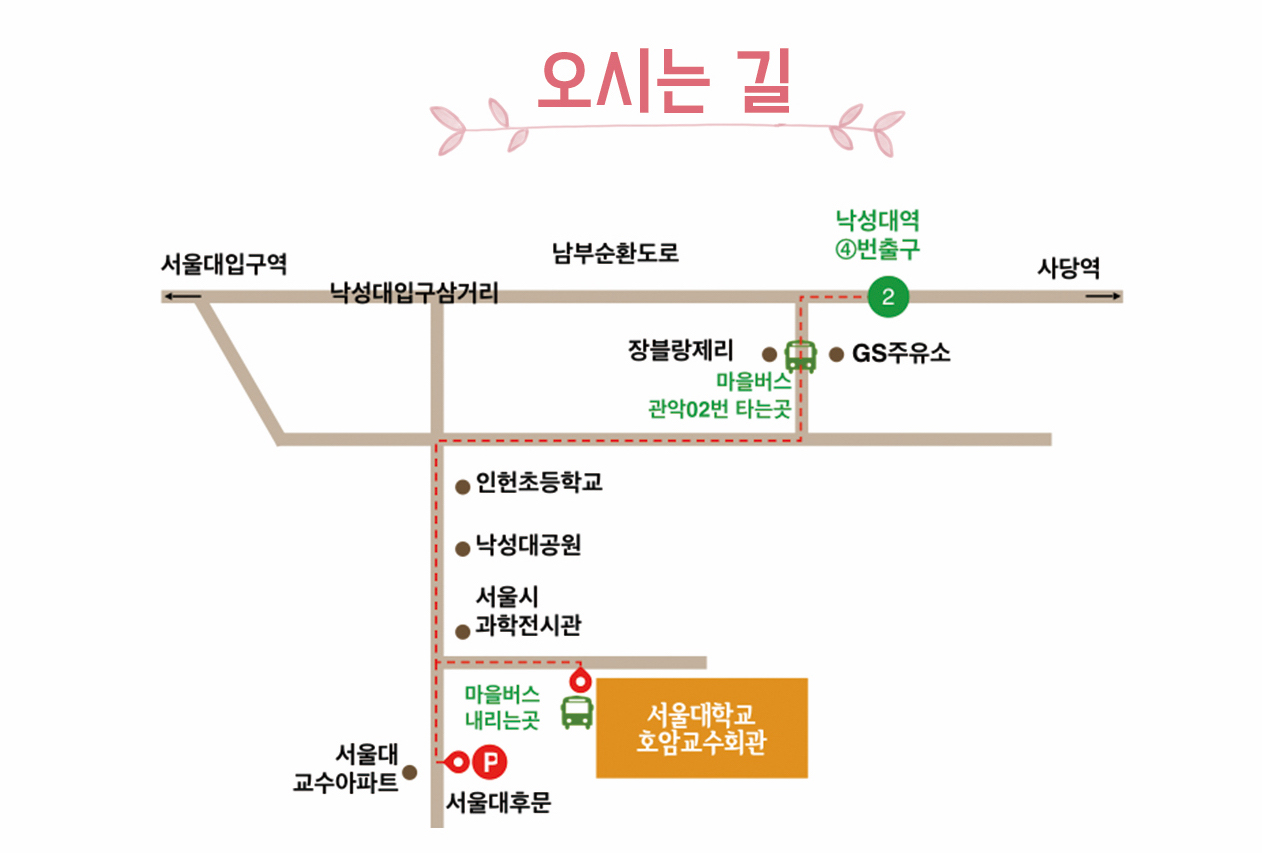 오시는 길
낙성대역
④번출구
서울대입구역
남부순환도로
사당역
낙성대입구삼거리
2
장블랑제리
GS주유소
마을버스
관악02번 타는곳
인헌초등학교
낙성대공원
서울시
과학전시관
마을버스
내리는곳
서울대학교
호암교수회관
서울대
교수아파트
P
서울대후문